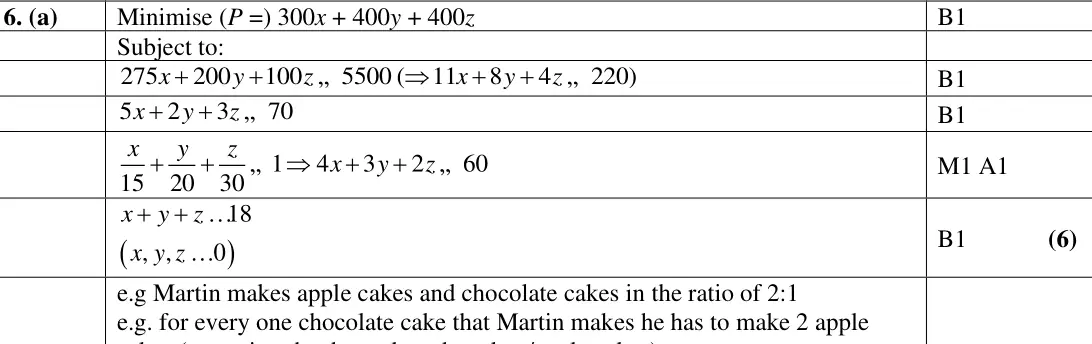 6. (a) Minimise (P =) 300x + 400y + 400z B1
Subject to:
275x + 200y + 100z ,, 5500 (⇒ 11x + 8y + 4z ,, 220) B1
5x + 2y + 3z ,, 70 B1
x/15 + y/20 + z/30 ,, 1 ⇒ 4x + 3y + 2z ,, 60 M1 A1
x + y + z …18
(x, y, z …0) B1 (6)
e.g Martin makes apple cakes and chocolate cakes in the ratio of 2:1
e.g. for every one chocolate cake that Martin makes he has to make 2 apple